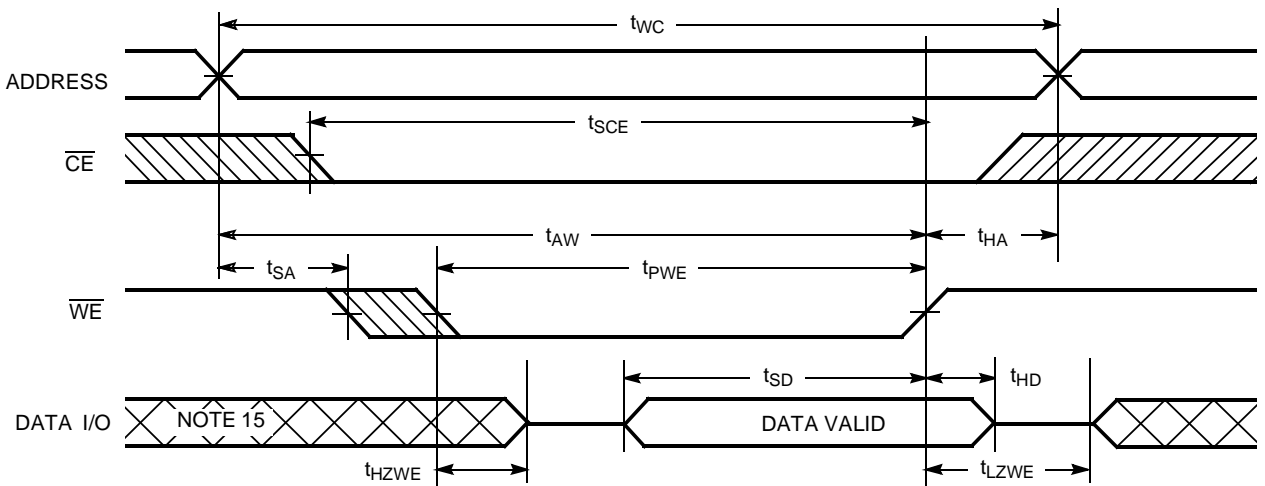 tWC
ADDRESS
tSCE
CE
tAW
tHA
tSA
tPWE
WE
tSD
tHD
DATA I/O
NOTE 15
DATA VALID
tHZWE
tLZWE